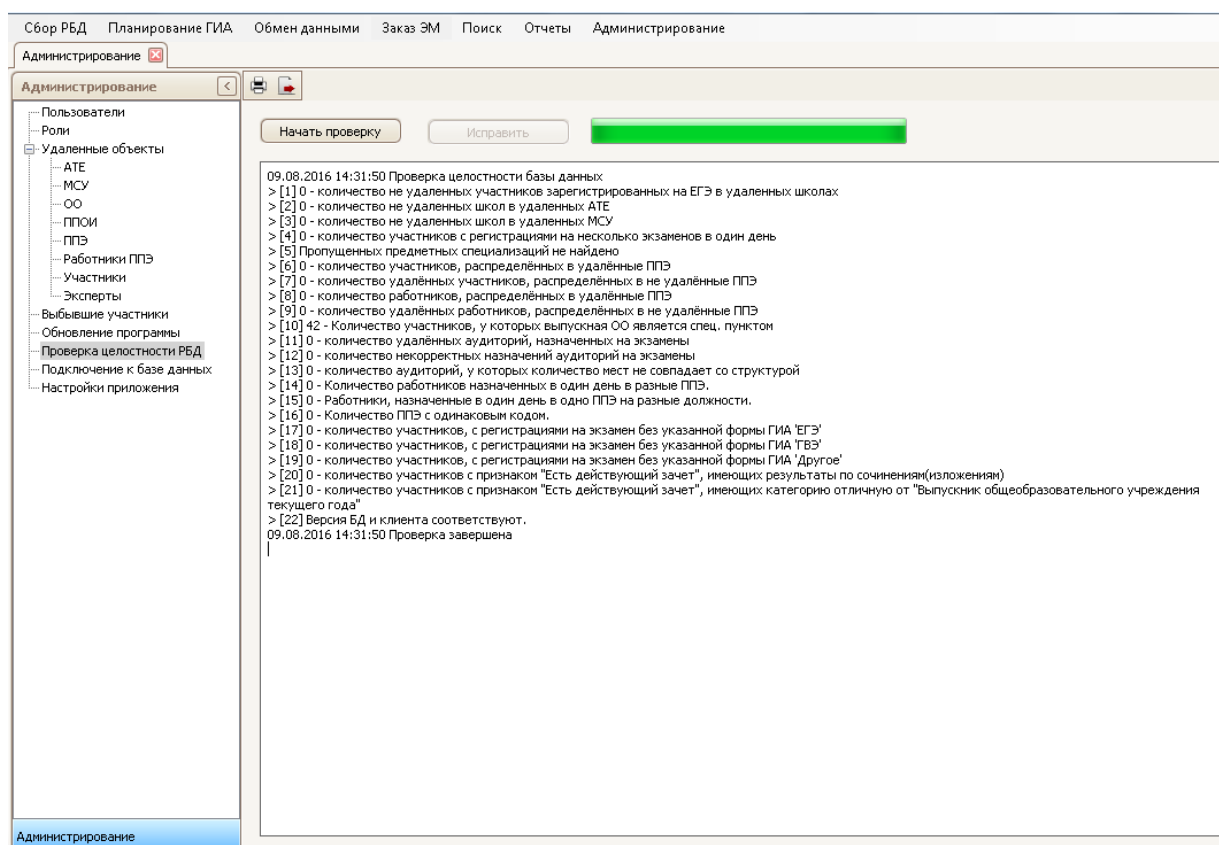 Сбор РБД Планирование ГИА Обмен данными Заказ ЭМ Поиск Отчеты Администрирование
Администрирование
Администрирование
Пользователи
Роли
Удаленные объекты
АТЕ
МСУ
ОО
ППОИ
ППЭ
Работники ППЭ
Участники
Эксперты
Выбывшие участники
Обновление программы
Проверка целостности РБД
Подключение к базе данных
Настройки приложения
Администрирование
Начать проверку Исправить
09.08.2016 14:31:50 Проверка целостности базы данных
> [1] 0 - количество не удаленных участников зарегистрированных на ЕГЭ в удаленных школах
> [2] 0 - количество не удаленных школ в удаленных АТЕ
> [3] 0 - количество не удаленных школ в удаленных МСУ
> [4] 0 - количество участников с регистрациями на несколько экзаменов в один день
> [5] Пропущенных предметных специализаций не найдено
> [6] 0 - количество участников, распределённых в удалённые ППЭ
> [7] 0 - количество удалённых участников, распределённых в не удалённые ППЭ
> [8] 0 - количество работников, распределённых в удалённые ППЭ
> [9] 0 - количество удалённых работников, распределённых в не удалённые ППЭ
> [10] 42 - Количество участников, у которых выпускная ОО является спец. пунктом
> [11] 0 - количество удалённых аудиторий, назначенных на экзамены
> [12] 0 - количество некорректных назначений аудиторий на экзамены
> [13] 0 - количество аудиторий, у которых количество мест не совпадает со структурой
> [14] 0 - Количество работников назначенных в один день в разные ППЭ.
> [15] 0 - Работники, назначенные в один день в одно ППЭ на разные должности.
> [16] 0 - Количество ППЭ с одинаковым кодом.
> [17] 0 - количество участников, с регистрациями на экзамен без указанной формы ГИА 'ЕГЭ'
> [18] 0 - количество участников, с регистрациями на экзамен без указанной формы ГИА 'ГВЭ'
> [19] 0 - количество участников, с регистрациями на экзамен без указанной формы ГИА 'Другое'
> [20] 0 - количество участников с признаком "Есть действующий зачет", имеющих результаты по сочинениям(изложениям)
> [21] 0 - количество участников с признаком "Есть действующий зачет", имеющих категорию отличную от "Выпускник общеобразовательного учреждения
текущего года"
> [22] Версия БД и клиента соответствуют.
09.08.2016 14:31:50 Проверка завершена